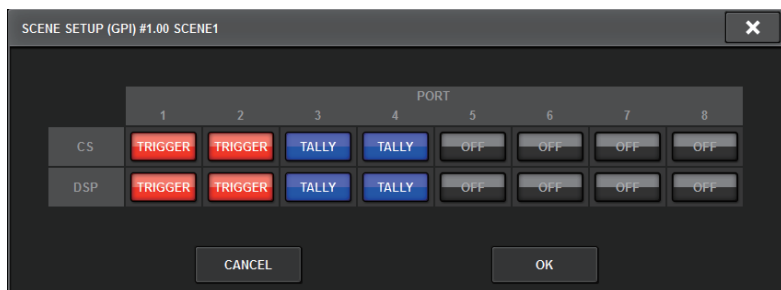 SCENE SETUP (GPI) #1.00 SCENE1
PORT
1 2 3 4 5 6 7 8
CS TRIGGER TRIGGER TALLY TALLY OFF OFF OFF OFF
DSP TRIGGER TRIGGER TALLY TALLY OFF OFF OFF OFF
CANCEL OK